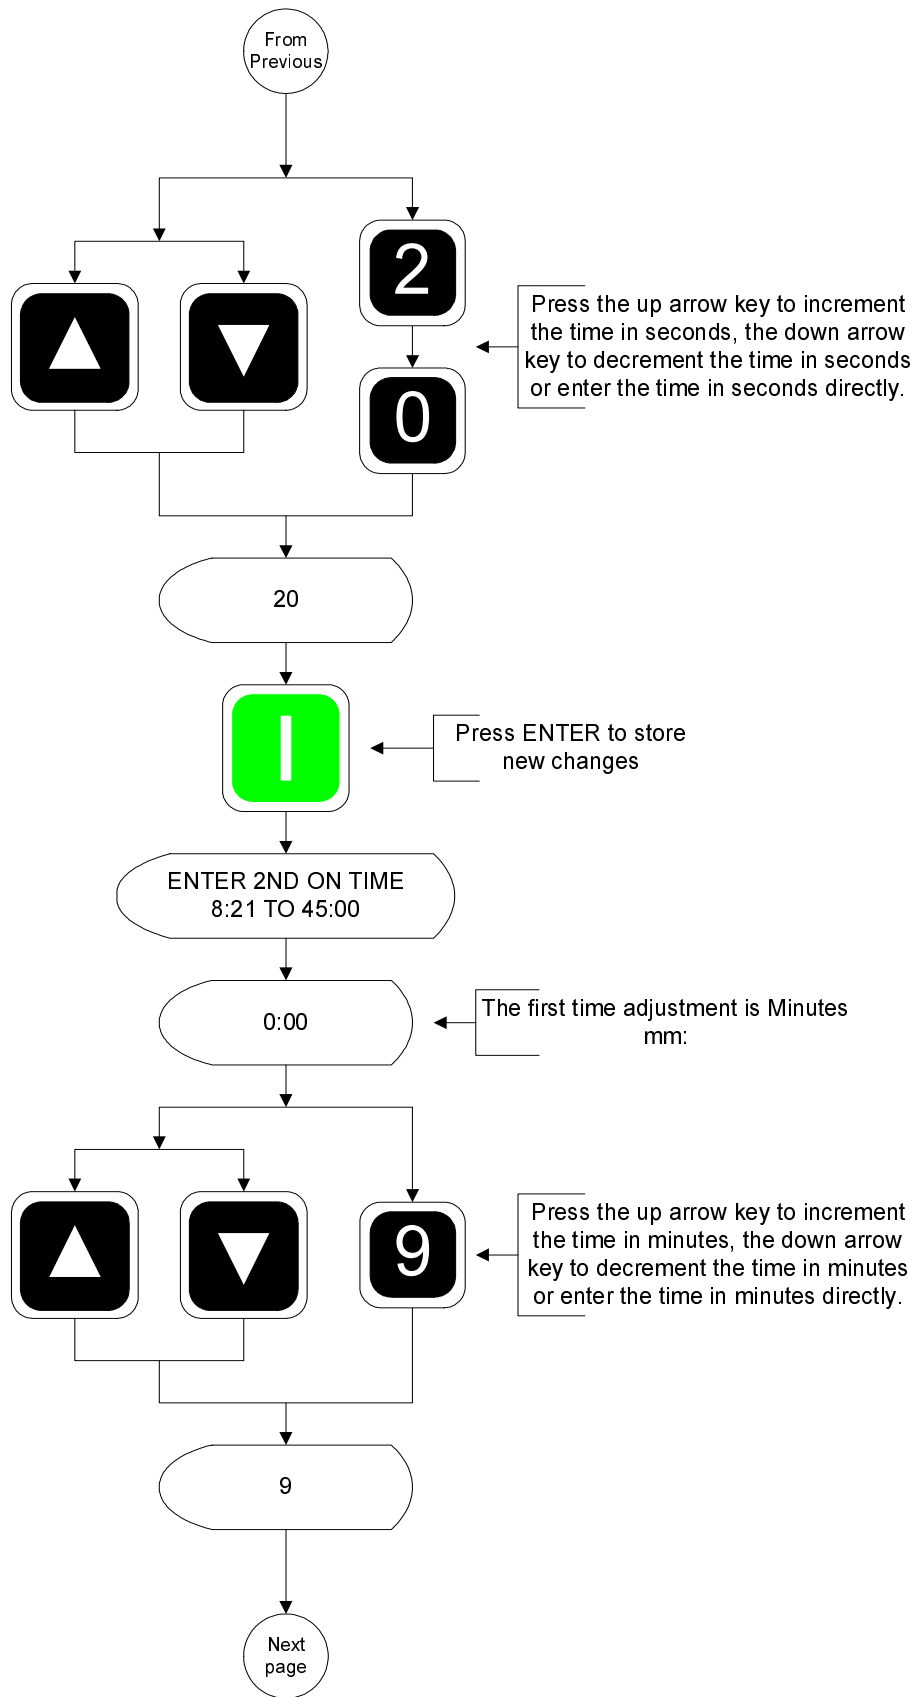 From
Previous
2
Press the up arrow key to increment
the time in seconds, the down arrow
key to decrement the time in seconds
or enter the time in seconds directly.
0
20
I
Press ENTER to store
new changes
ENTER 2ND ON TIME
8:21 TO 45:00
0:00
The first time adjustment is Minutes
mm:
9
Press the up arrow key to increment
the time in minutes, the down arrow
key to decrement the time in minutes
or enter the time in minutes directly.
9
Next
page